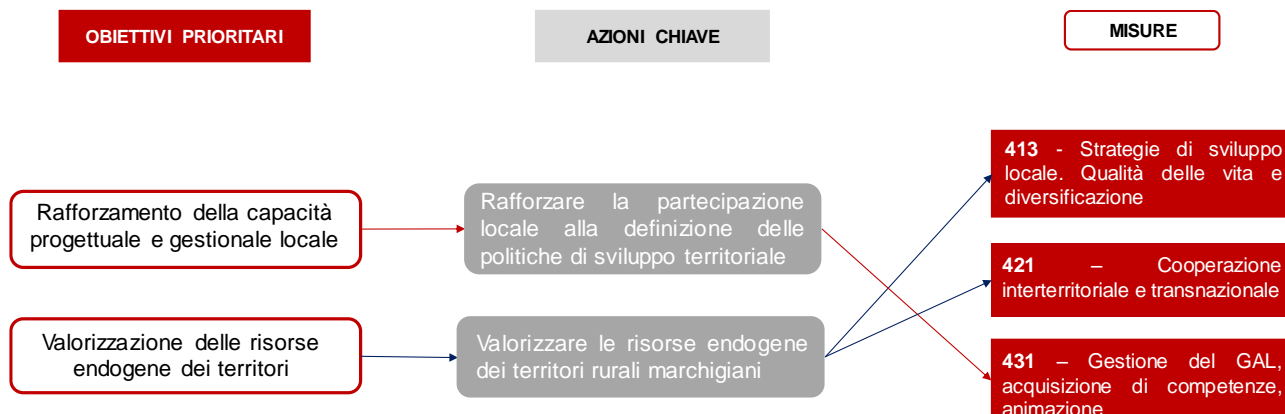 OBIETTIVI PRIORITARI
AZIONI CHIAVE
MISURE
Rafforzamento della capacità
progettuale e gestionale locale
Rafforzare la partecipazione
locale alla definizione delle
politiche di sviluppo territoriale
413 - Strategie di sviluppo
locale. Qualità delle vita e
diversificazione
421 – Cooperazione
interterritoriale e transnazionale
Valorizzazione delle risorse
endogene dei territori
Valorizzare le risorse endogene
dei territori rurali marchigiani
431 – Gestione del GAL,
acquisizione di competenze,
animazione